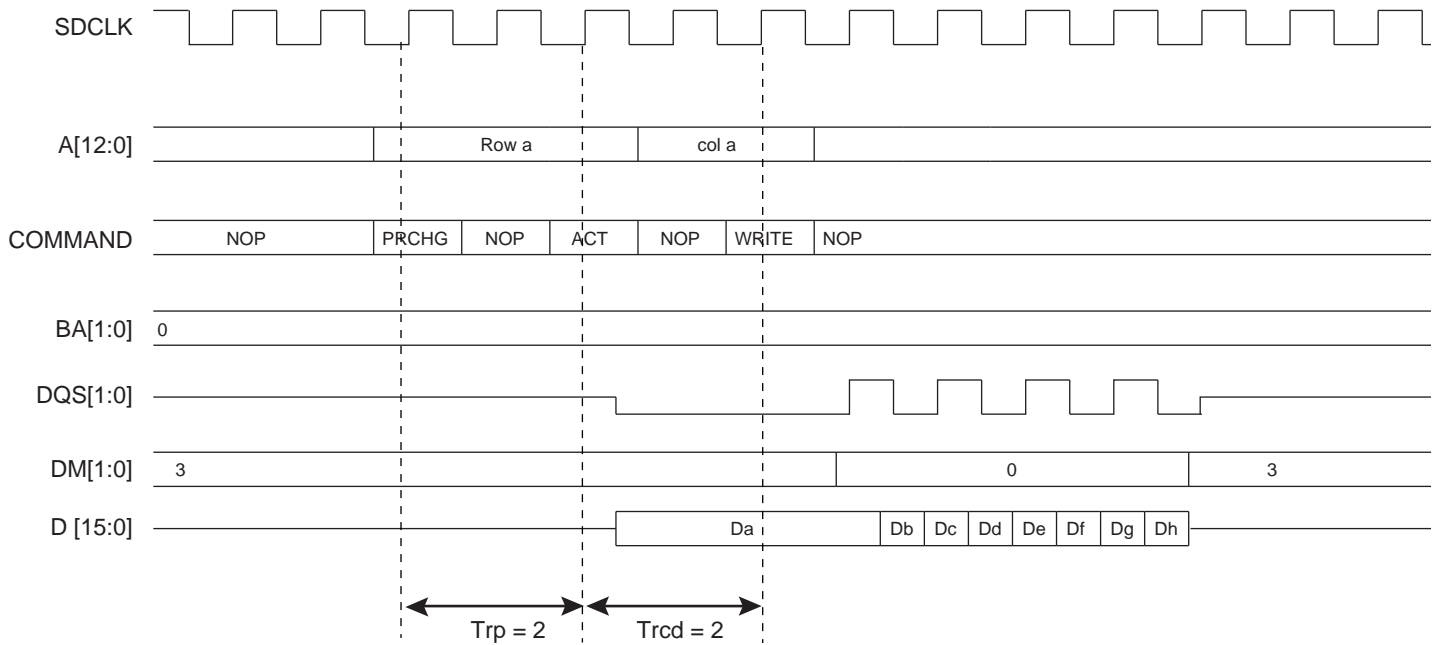 SDCLK
A[12:0] Row a col a
COMMAND NOP PRCHG NOP ACT NOP WRITE NOP
BA[1:0] 0
DQS[1:0]
DM[1:0] 3 0 3
D [15:0] Da Db Dc Dd De Df Dg Dh
Trp = 2 Trcd = 2